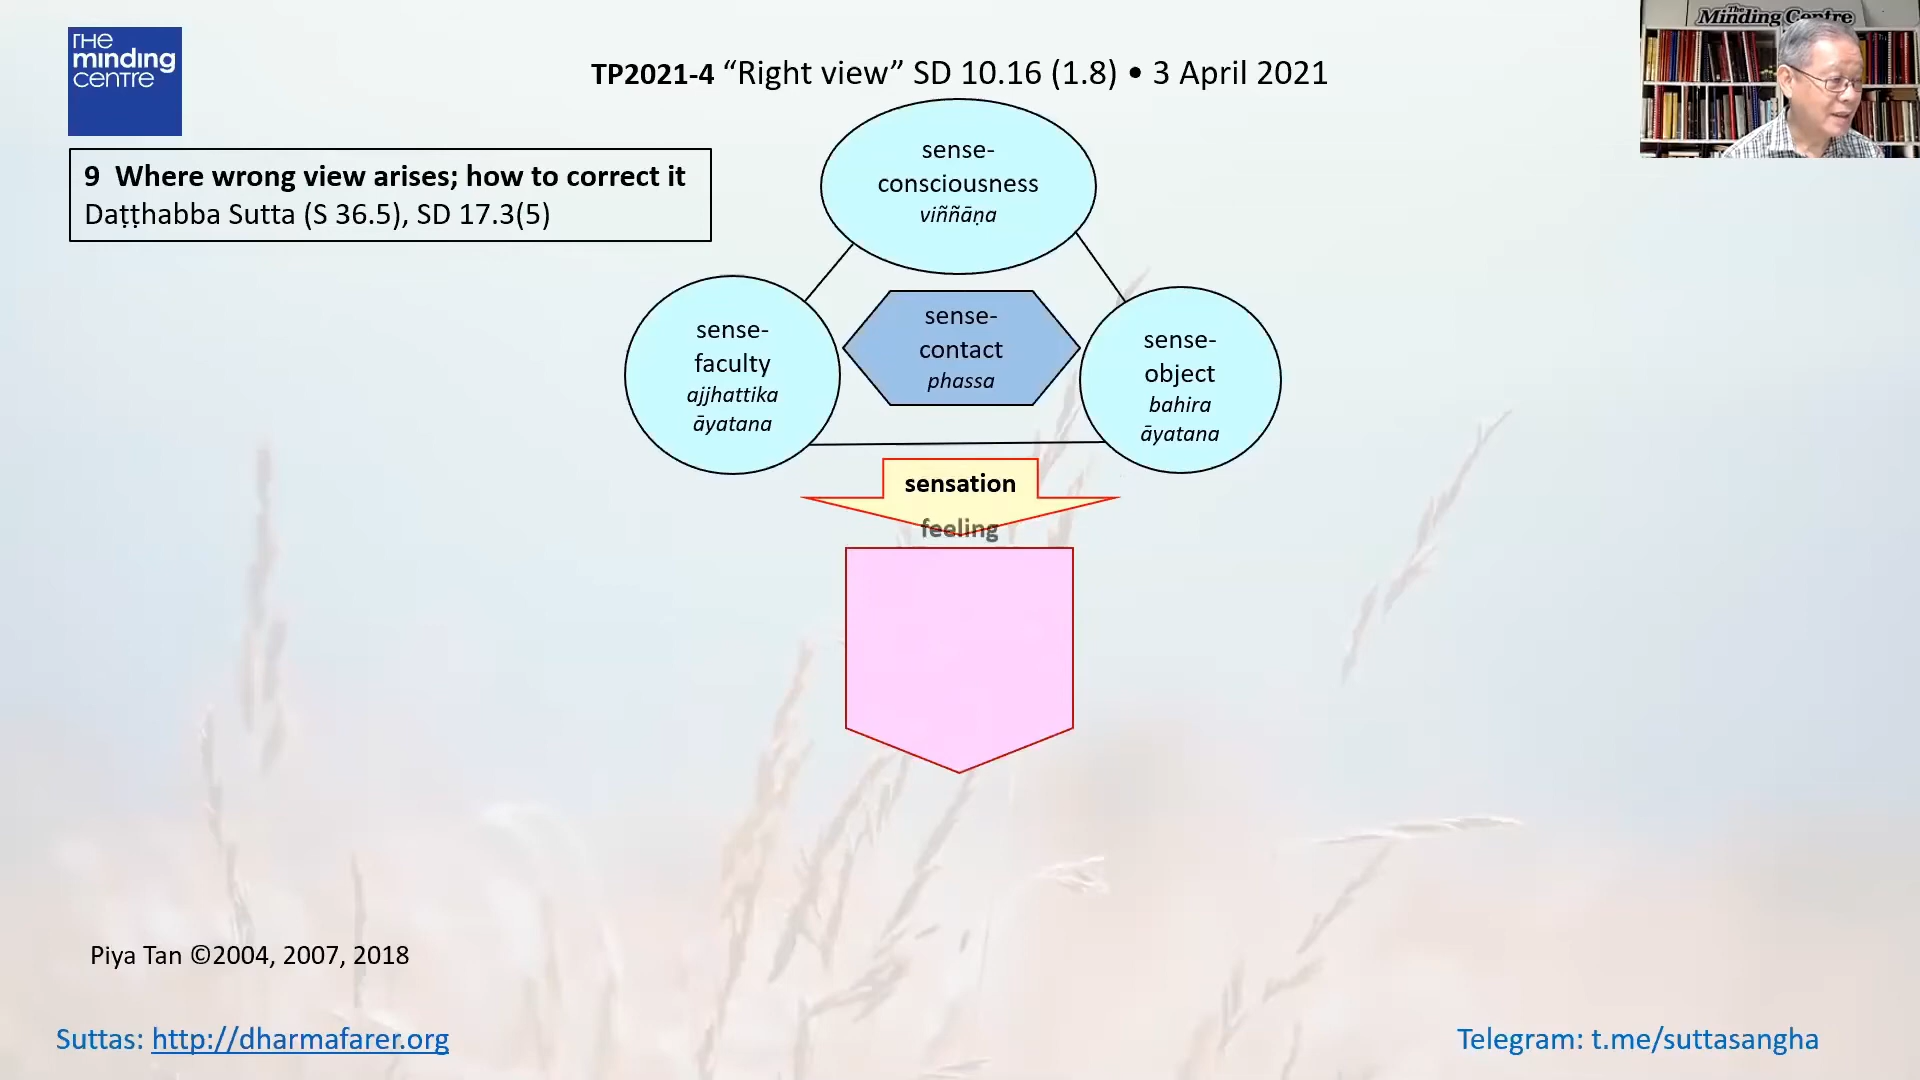 THE
minding
centre
TP2021-4 “Right view” SD 10.16 (1.8) • 3 April 2021
The
Minding Centre
9 Where wrong view arises; how to correct it
Daṭṭhabba Sutta (S 36.5), SD 17.3(5)
sense-
consciousness
viññāṇa
sense-
faculty
ajjhattika
āyatana
sense-
contact
phassa
sense-
object
bahira
āyatana
sensation
feeling
Piya Tan ©2004, 2007, 2018
Suttas: http://dharmafarer.org
Telegram: t.me/suttasangha